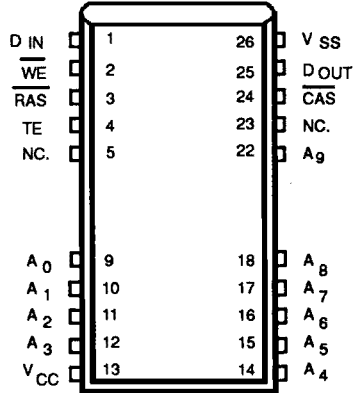 D IN 1 26 V SS
WE 2 25 D OUT
RAS 3 24 CAS
TE 4 23 NC.
NC. 5 22 A 9
A 0 9 18 A 8
A 1 10 17 A 7
A 2 11 16 A 6
A 3 12 15 A 5
V CC 13 14 A 4